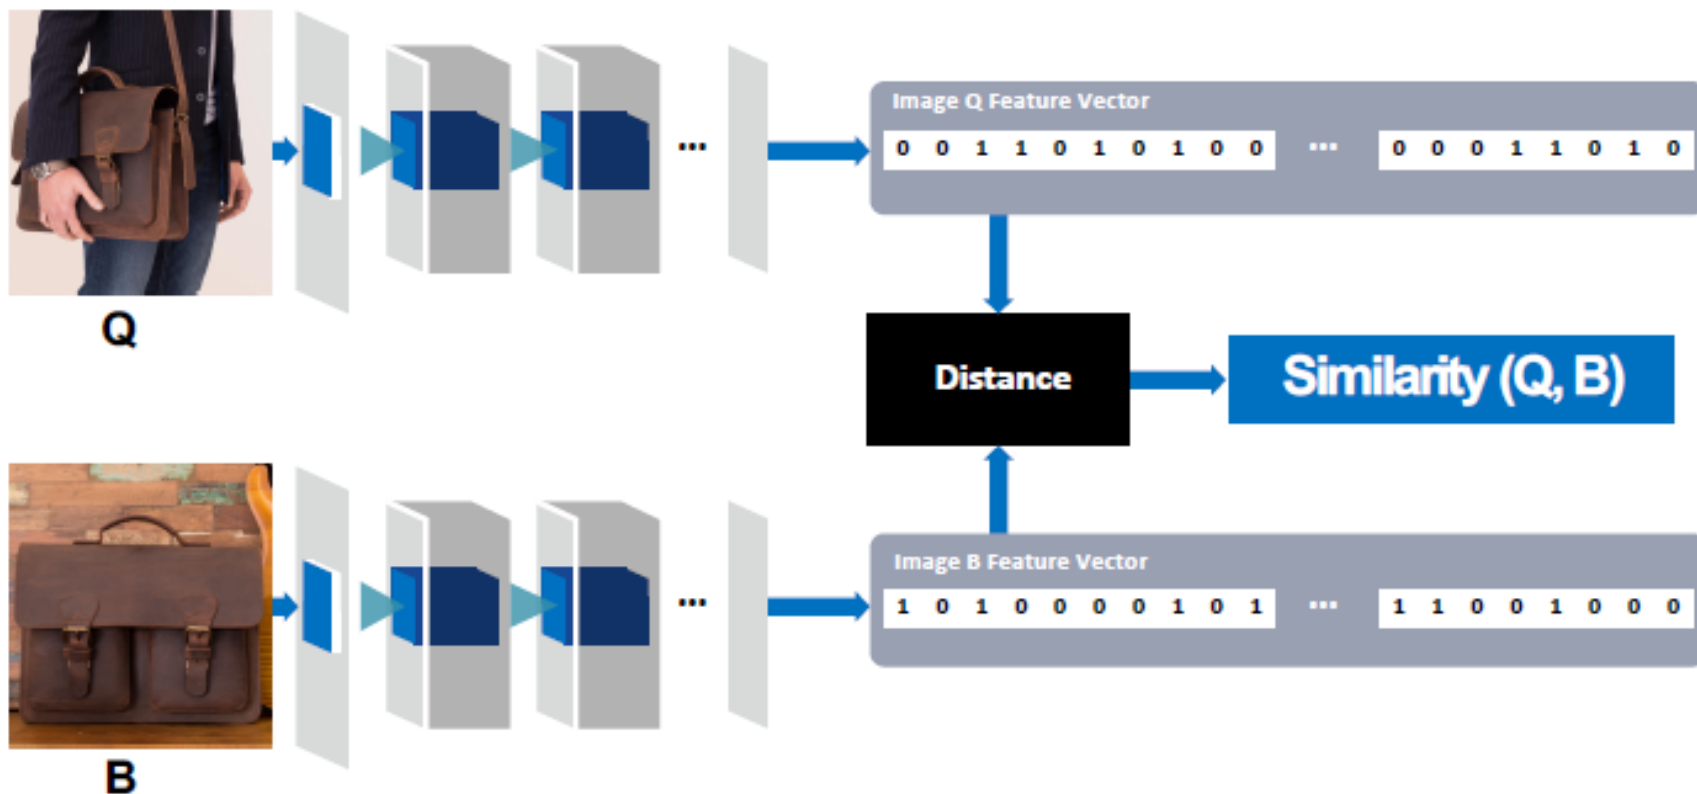 Image Q Feature Vector
0 0 1 1 0 1 0 1 0 0 ... 0 0 0 1 1 0 1 0
...
Q
Distance
Similarity (Q, B)
Image B Feature Vector
1 0 1 0 0 0 0 1 0 1 ... 1 1 0 0 1 0 0 0
...
B